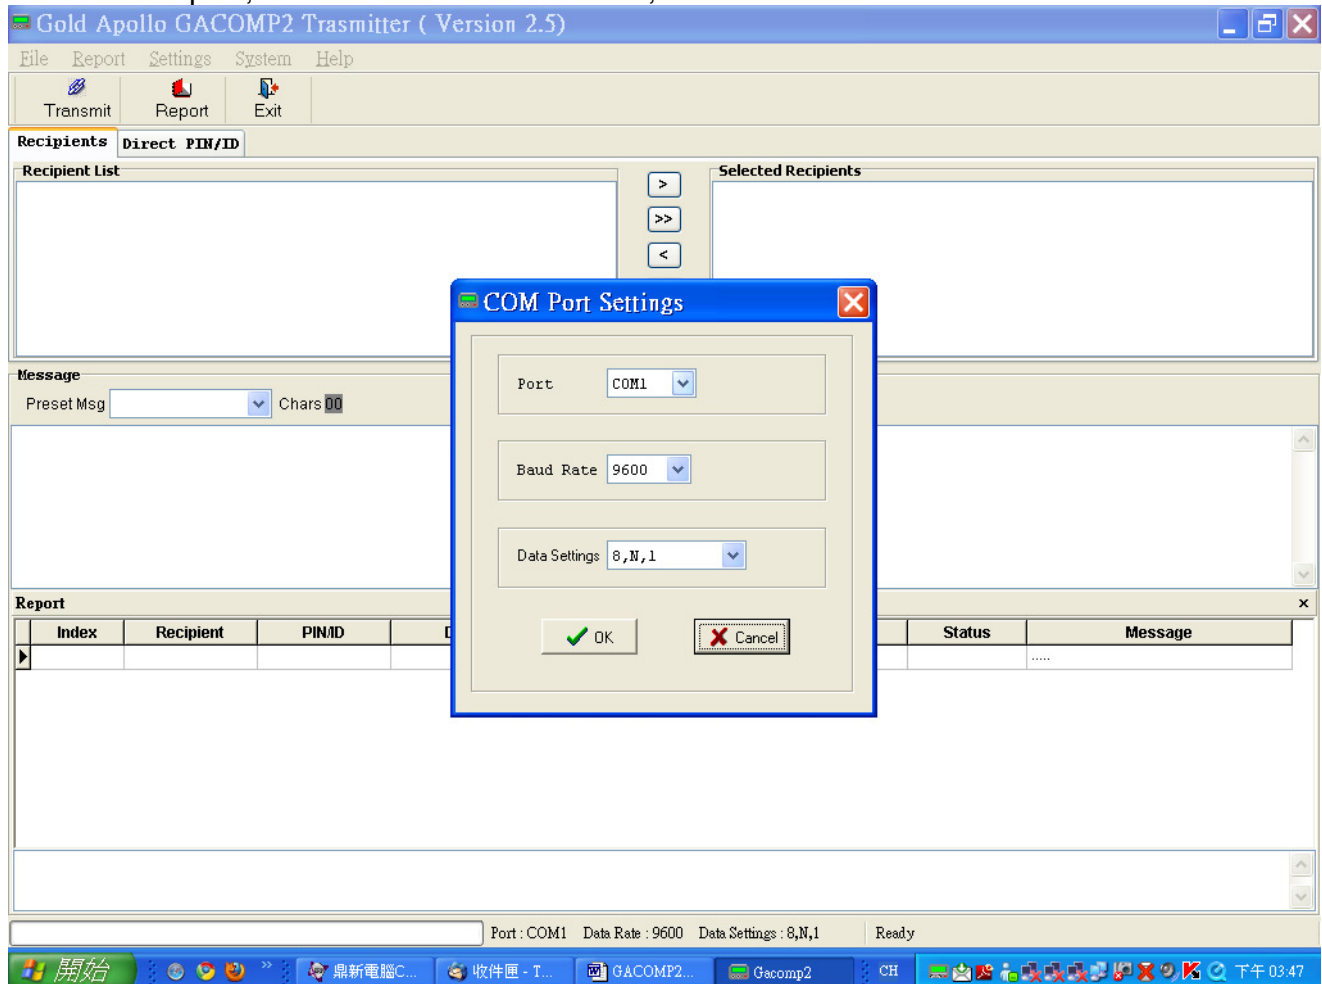 Gold Apollo GACOMP2 Trasmitter ( Version 2.5)
File Report Settings System Help
Transmit Report Exit
Recipients Direct PIN/ID
Recipient List
>
Selected Recipients
>>
<
COM Port Settings
Message
Preset Msg Chars 00
Port COM1
Baud Rate 9600
Data Settings 8,N,1
OK Cancel
Report x
Index Recipient PIN/ID D Status Message
.....
Port : COM1 Data Rate : 9600 Data Settings : 8,N,1 Ready
開始 » 鼎新電腦C... 收件匣 - T... GACOMP2... Gacomp2 CH 下午 03:47